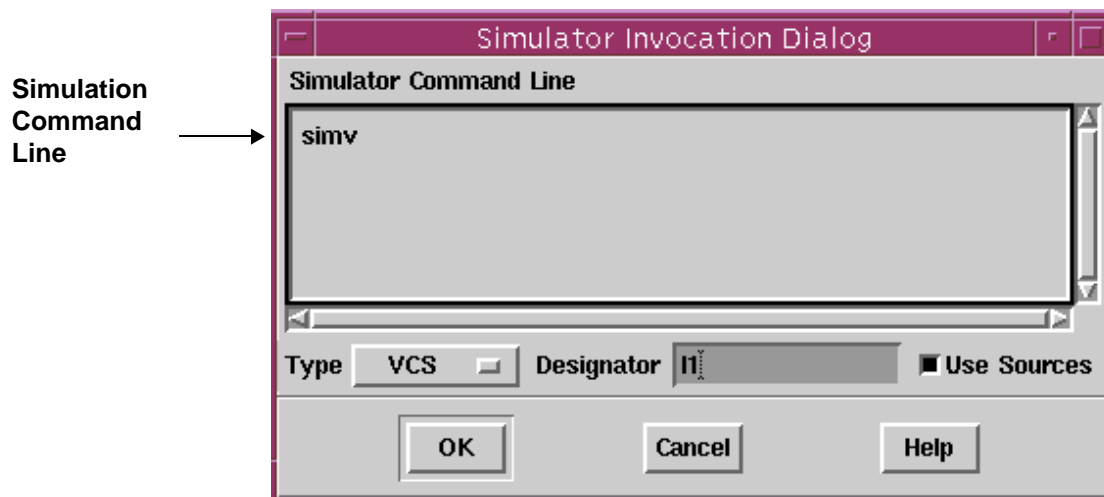 Simulator Invocation Dialog
Simulation
Command
Line
Simulator Command Line
simv
Type VCS Designator I1 Use Sources
OK Cancel Help